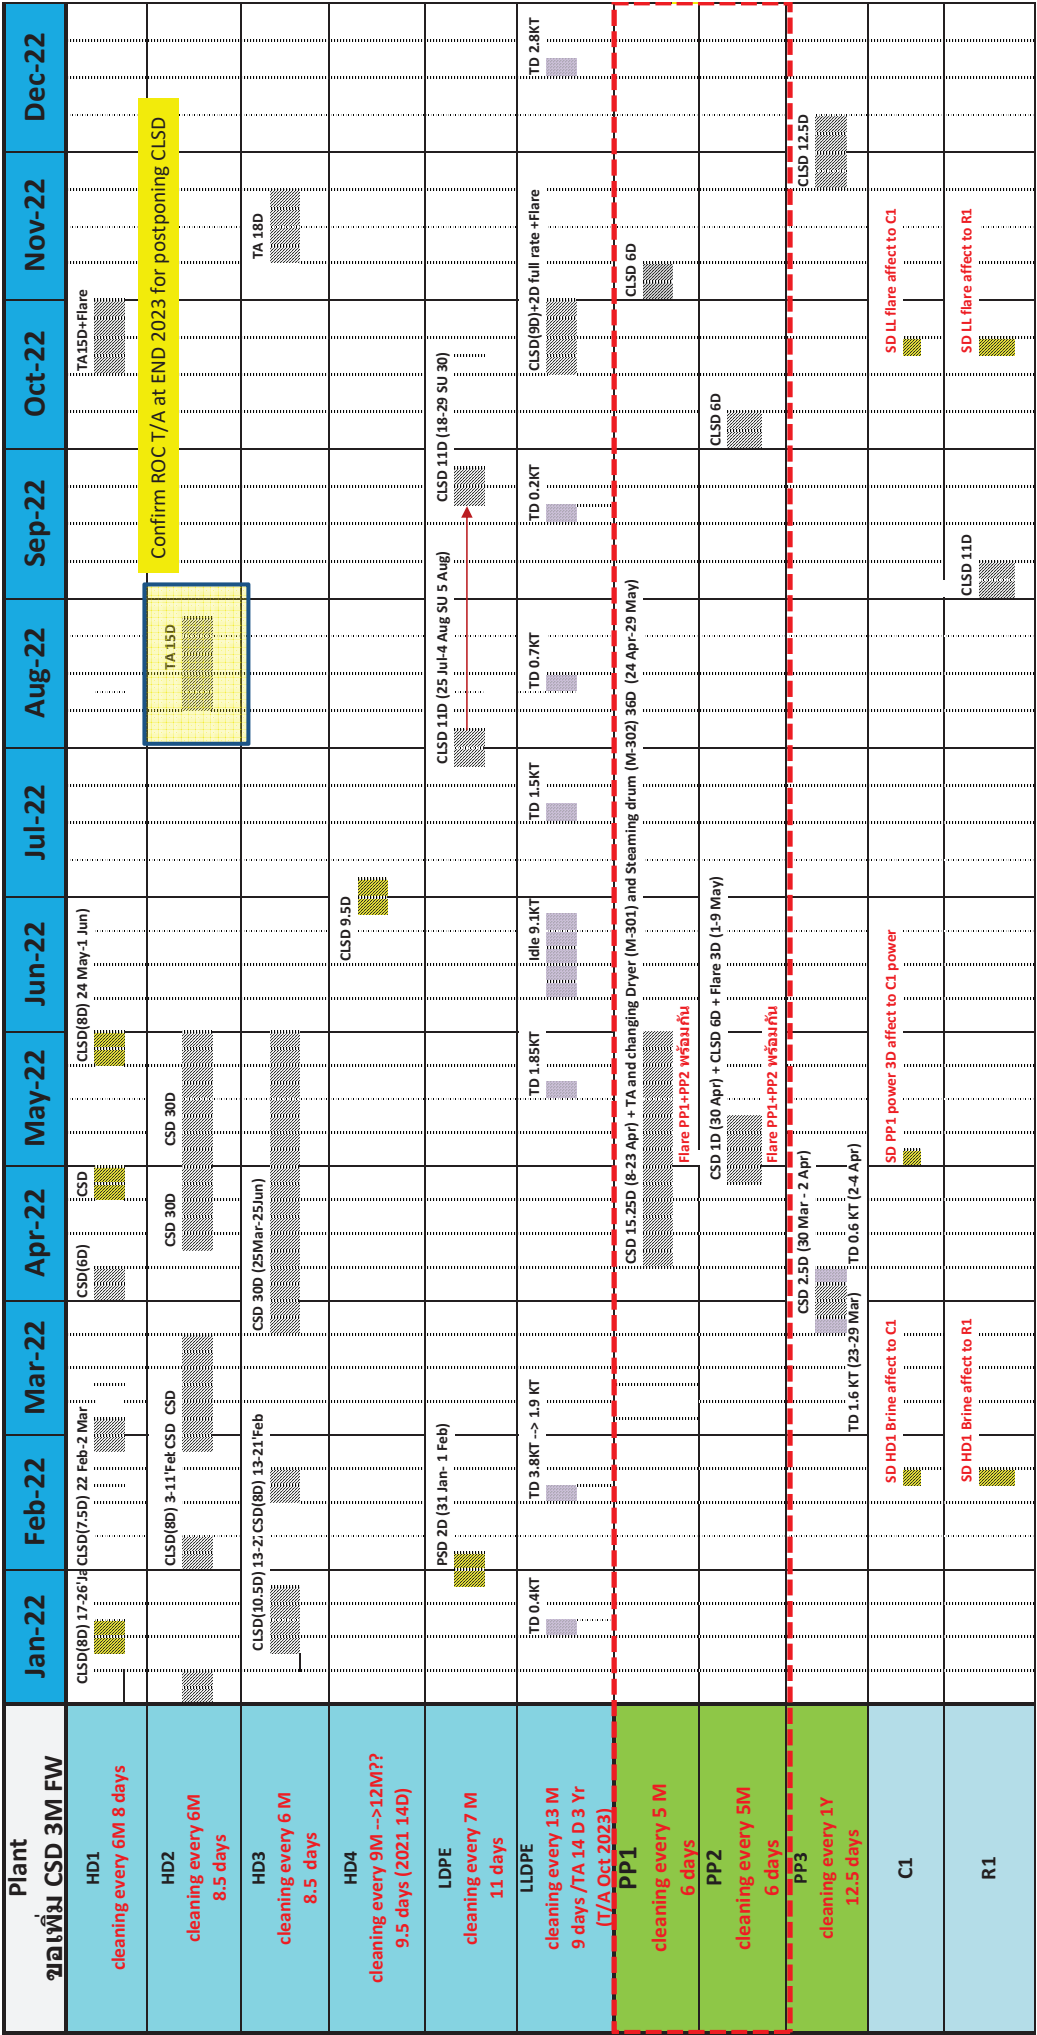 Plant
ขอเพิ่ม CSD 3M FW
Jan-22
Feb-22
Mar-22
Apr-22
May-22
Jun-22
Jul-22
Aug-22
Sep-22
Oct-22
Nov-22
Dec-22
HD1
cleaning every 6M 8 days
CLSD(8D) 17-26'Ja
CLSD(7.5D) 22 Feb-2 Mar
CSD(6D)
CSD
CLSD(8D) 24 May-1 Jun)
TA15D+Flare
HD2
cleaning every 6M
8.5 days
CLSD(8D) 3-11'Fe
CSD
CSD
CSD 30D
CSD 30D
TA 15D
Confirm ROC T/A at END 2023 for postponing CLSD
HD3
cleaning every 6 M
8.5 days
CLSD(10.5D) 13-2
CSD(8D) 13-21'Feb
CSD 30D (25Mar-25Jun)
TA 18D
HD4
cleaning every 9M -->12M??
9.5 days (2021 14D)
CLSD 9.5D
LDPE
cleaning every 7 M
11 days
PSD 2D (31 Jan- 1 Feb)
CLSD 11D (25 Jul-4 Aug SU 5 Aug)
CLSD 11D (18-29 SU 30)
LLDPE
cleaning every 13 M
9 days /TA 14 D 3 Yr
(T/A Oct 2023)
TD 0.4KT
TD 3.8KT --> 1.9 KT
TD 1.85KT
Idle 9.1KT
TD 1.5KT
TD 0.7KT
TD 0.2KT
CLSD(9D)+2D full rate +Flare
TD 2.8KT
PP1
cleaning every 5 M
6 days
CSD 15.25D (8-23 Apr) + TA and changing Dryer (M-301) and Steaming drum (M-302) 36D (24 Apr-29 May)
Flare PP1+PP2 พร้อมกัน
CLSD 6D
PP2
cleaning every 5M
6 days
CSD 1D (30 Apr) + CLSD 6D + Flare 3D (1-9 May)
Flare PP1+PP2 พร้อมกัน
CLSD 6D
PP3
cleaning every 1Y
12.5 days
CSD 2.5D (30 Mar - 2 Apr)
TD 1.6 KT (23-29 Mar)
TD 0.6 KT (2-4 Apr)
CLSD 12.5D
C1
SD HD1 Brine affect to C1
SD PP1 power 3D affect to C1 power
SD LL flare affect to C1
R1
SD HD1 Brine affect to R1
CLSD 11D
SD LL flare affect to R1